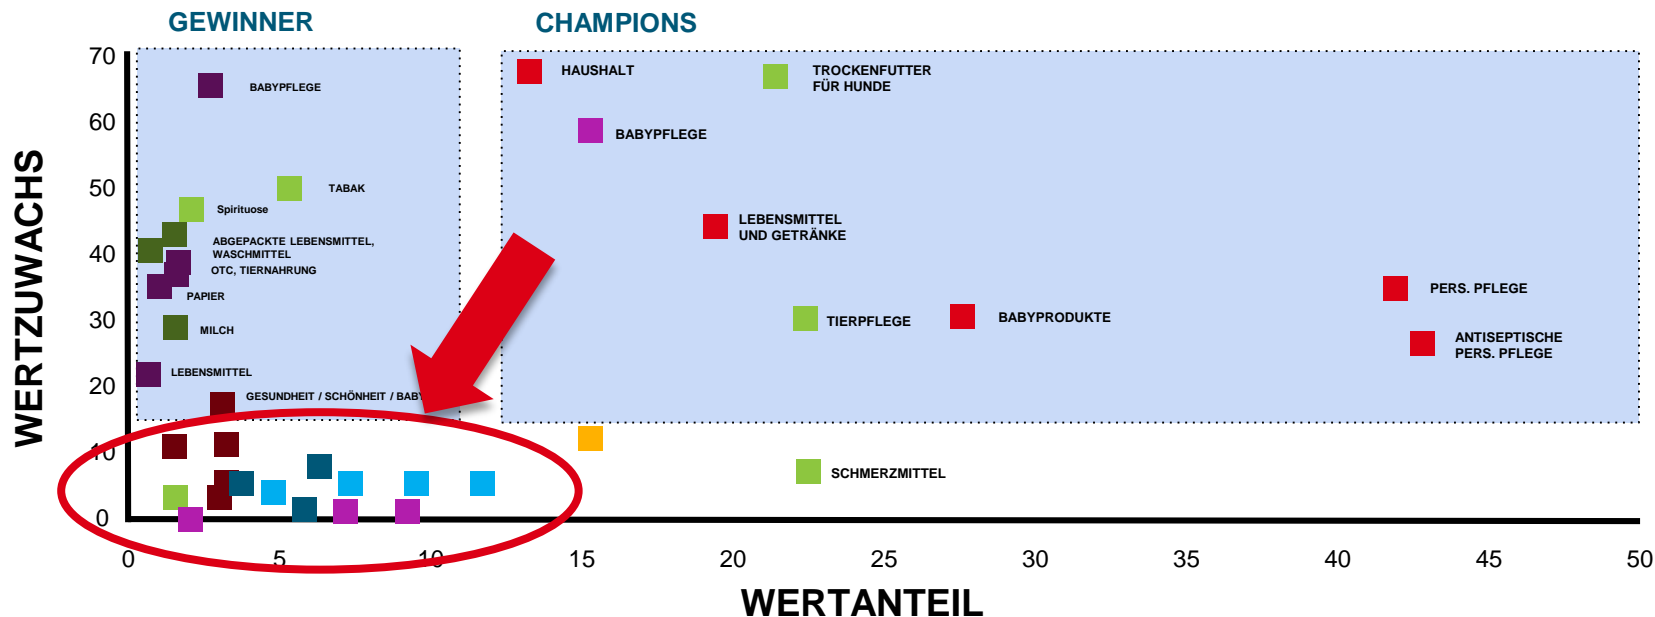 GEWINNER
CHAMPIONS
WERTZUWACHS
70
60
50
40
30
20
10
0
BABYPFLEGE
TABAK
Spirituose
ABGEPACKTE LEBENSMITTEL,
WASCHMITTEL
OTC, TIERNAHRUNG
PAPIER
MILCH
LEBENSMITTEL
GESUNDHEIT / SCHÖNHEIT / BABY
HAUSHALT
TROCKENFUTTER
FÜR HUNDE
BABYPFLEGE
LEBENSMITTEL
UND GETRÄNKE
TIERPFLEGE
BABYPRODUKTE
PERS. PFLEGE
ANTISEPTISCHE
PERS. PFLEGE
SCHMERZMITTEL
0
5
10
15
20
25
30
35
40
45
50
WERTANTEIL